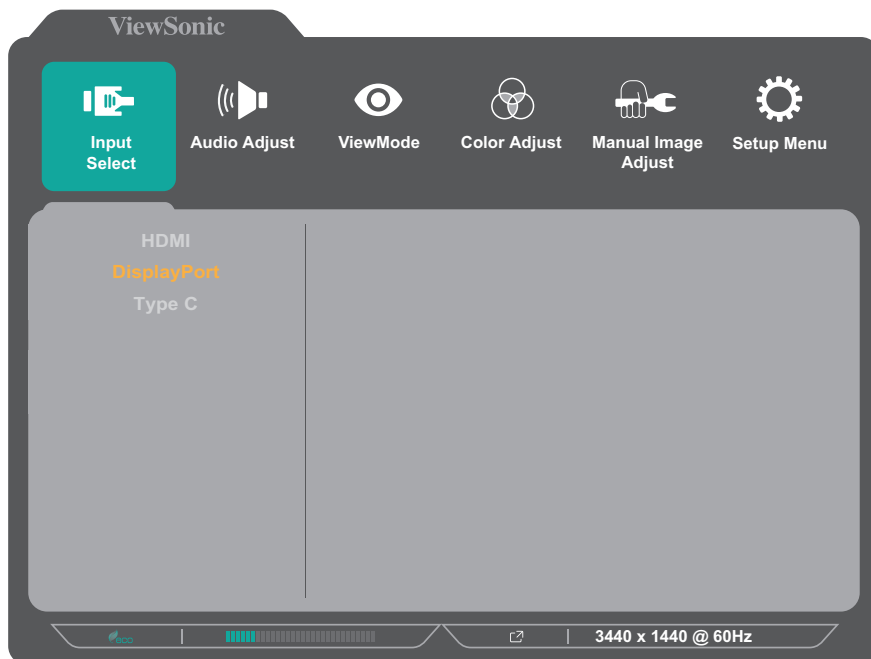 ViewSonic
Input
Select
Audio Adjust
ViewMode
Color Adjust
Manual Image
Adjust
Setup Menu
HDMI
DisplayPort
Type C
eco
3440 x 1440 @ 60Hz